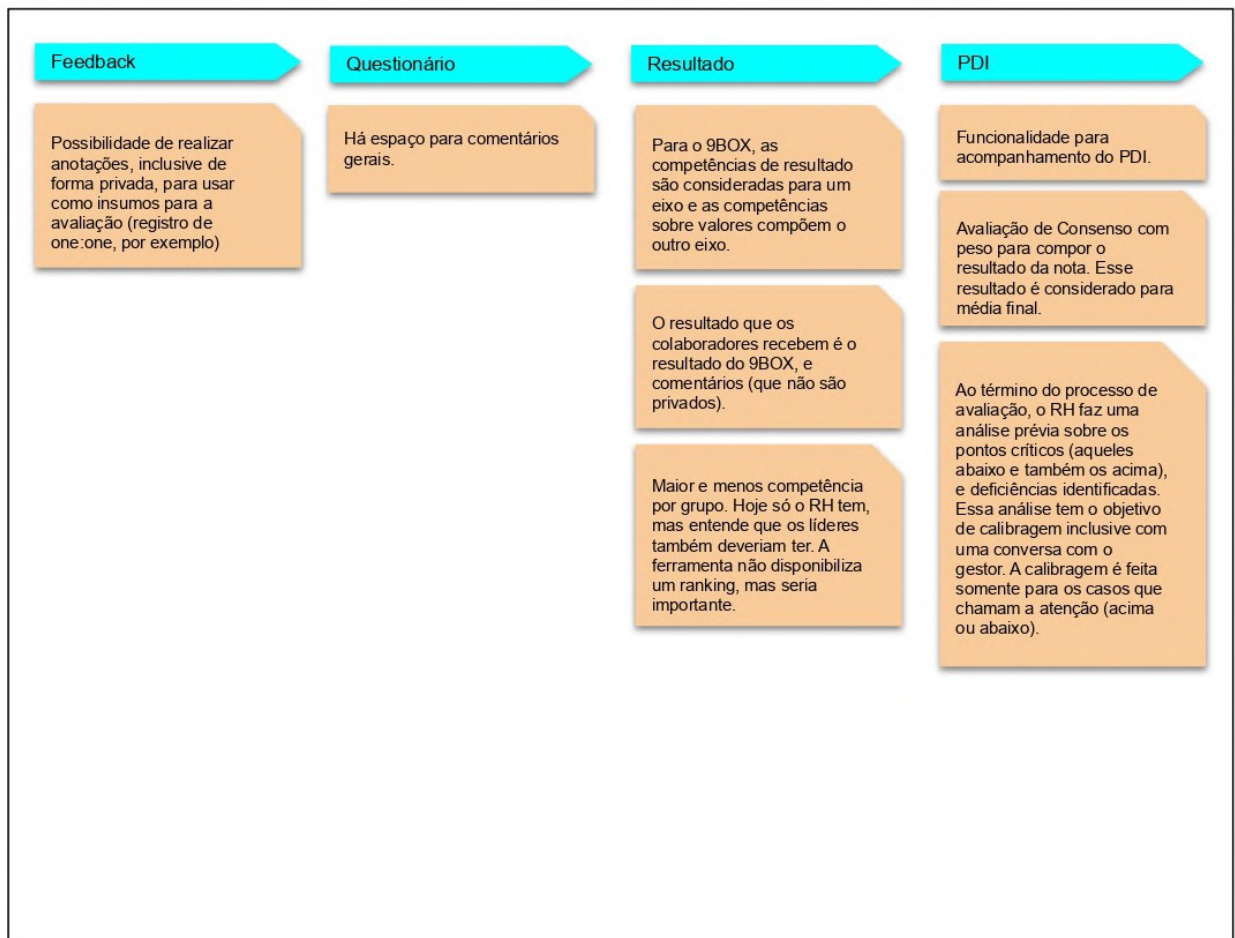 Feedback
Possibilidade de realizar
anotações, inclusive de
forma privada, para usar
como insumos para a
avaliação (registro de
one:one, por exemplo)
Questionário
Há espaço para comentários
gerais.
Resultado
Para o 9BOX, as
competências de resultado
são consideradas para um
eixo e as competências
sobre valores compõem o
outro eixo.
O resultado que os
colaboradores recebem é o
resultado do 9BOX, e
comentários (que não são
privados).
Maior e menos competência
por grupo. Hoje só o RH tem,
mas entende que os líderes
também deveriam ter. A
ferramenta não disponibiliza
um ranking, mas seria
importante.
PDI
Funcionalidade para
acompanhamento do PDI.
Avaliação de Consenso com
peso para compor o
resultado da nota. Esse
resultado é considerado para
média final.
Ao término do processo de
avaliação, o RH faz uma
análise prévia sobre os
pontos críticos (aqueles
abaixo e também os acima),
e deficiências identificadas.
Essa análise tem o objetivo
de calibragem inclusive com
uma conversa com o
gestor. A calibragem é feita
somente para os casos que
chamam a atenção (acima
ou abaixo).